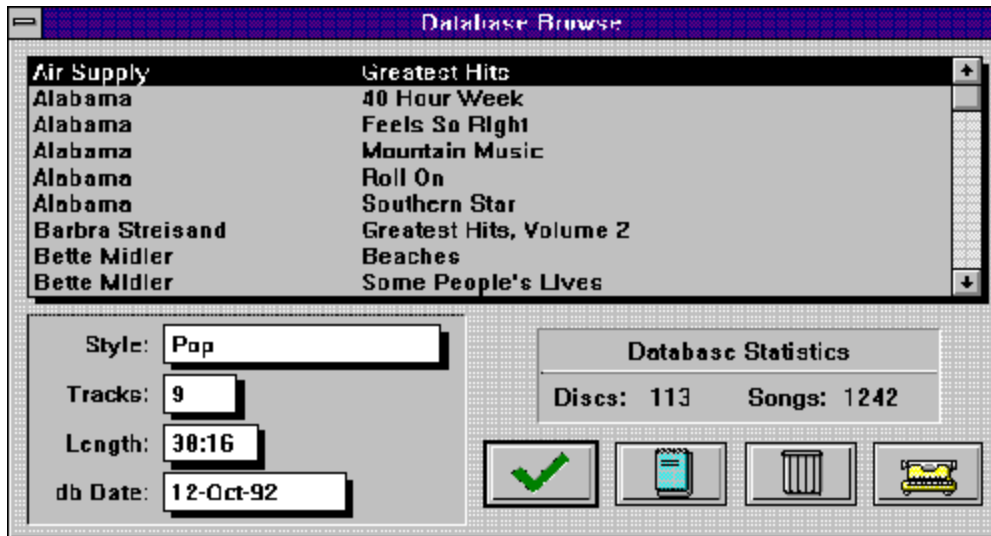 Database Browse
Air Supply Greatest Hits
Alabama 40 Hour Week
Alabama Feels So Right
Alabama Mountain Music
Alabama Roll On
Alabama Southern Star
Barbra Streisand Greatest Hits, Volume 2
Bette Midler Beaches
Bette Midler Some People's Lives
Style: Pop
Tracks: 9
Length: 38:16
db Date: 12-Oct-92
Database Statistics
Discs: 113 Songs: 1242